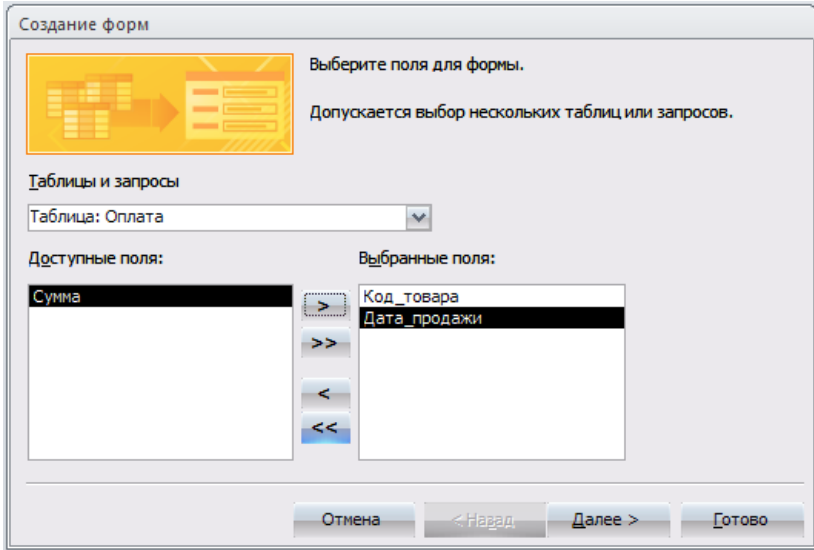 Создание форм
Выберите поля для формы.
Допускается выбор нескольких таблиц или запросов.
Таблицы и запросы
Таблица: Оплата
Доступные поля:
Выбранные поля:
Сумма
>
Код_товара
Дата_продажи
>>
<
<<
Отмена
< Назад
Далее >
Готово